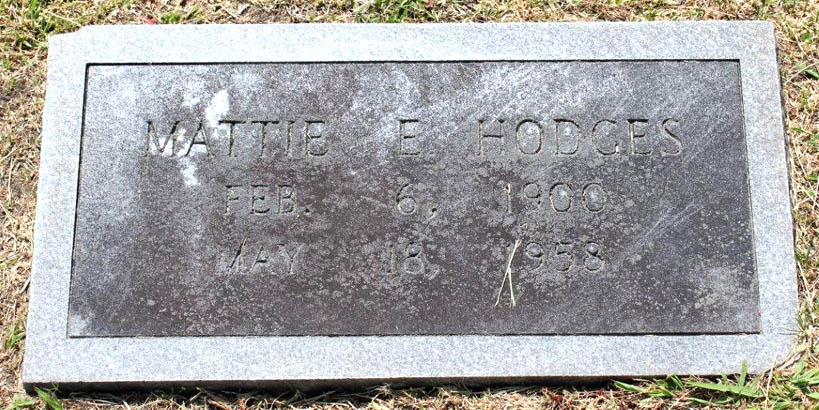 MATTIE E. HODGES
FEB. 6, 1900
MAY 18, 1958